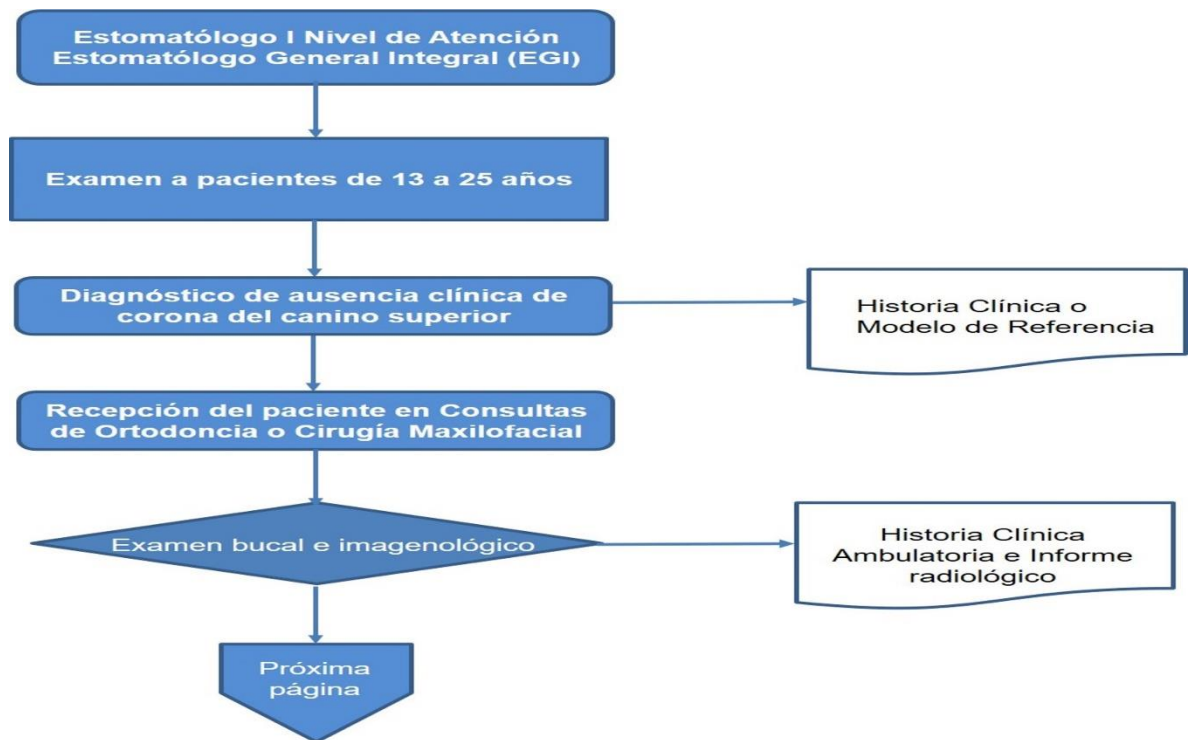 Estomatólogo I Nivel de Atención
Estomatólogo General Integral (EGI)
Examen a pacientes de 13 a 25 años
Diagnóstico de ausencia clínica de
corona del canino superior
Historia Clínica o
Modelo de Referencia
Recepción del paciente en Consultas
de Ortodoncia o Cirugía Maxilofacial
Examen bucal e imagenológico
Historia Clínica
Ambulatoria e Informe
radiológico
Próxima
página